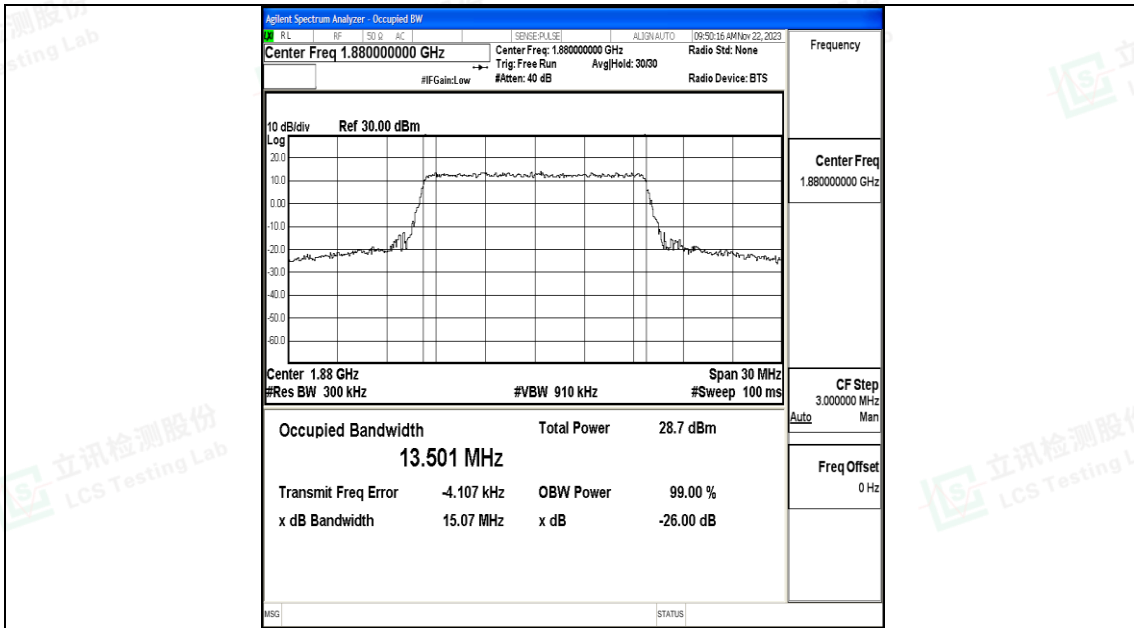 Agilent Spectrum Analyzer - Occupied BW
RL RF 50 Ω AC SENSE:PULSE ALIGN AUTO 09:50:16 AM Nov 22, 2023
Center Freq 1.880000000 GHz
Center Freq: 1.880000000 GHz
Radio Std: None
Trig: Free Run Avg|Hold: 30/30
#IFGain:Low
#Atten: 40 dB
Radio Device: BTS
Frequency
10 dB/div Ref 30.00 dBm
Log
20.0
10.0
0.00
-10.0
-20.0
-30.0
-40.0
-50.0
-60.0
Center Freq
1.880000000 GHz
Center 1.88 GHz Span 30 MHz
#Res BW 300 kHz #VBW 910 kHz #Sweep 100 ms
CF Step
3.000000 MHz
Auto Man
Freq Offset
0 Hz
Occupied Bandwidth Total Power 28.7 dBm
13.501 MHz
Transmit Freq Error -4.107 kHz OBW Power 99.00 %
x dB Bandwidth 15.07 MHz x dB -26.00 dB
MSG STATUS
立讯检测股份
LCS Testing Lab
立讯检测股份
LCS Testing L
测股份
sting Lab